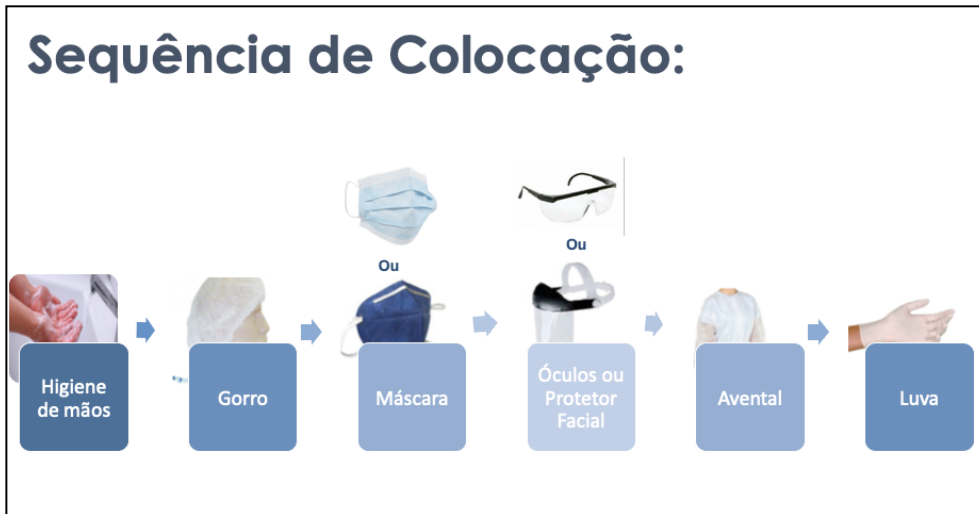 Sequência de Colocação:
Ou
Ou
Higiene
de mãos
Gorro
Máscara
Óculos ou
Protetor
Facial
Avental
Luva